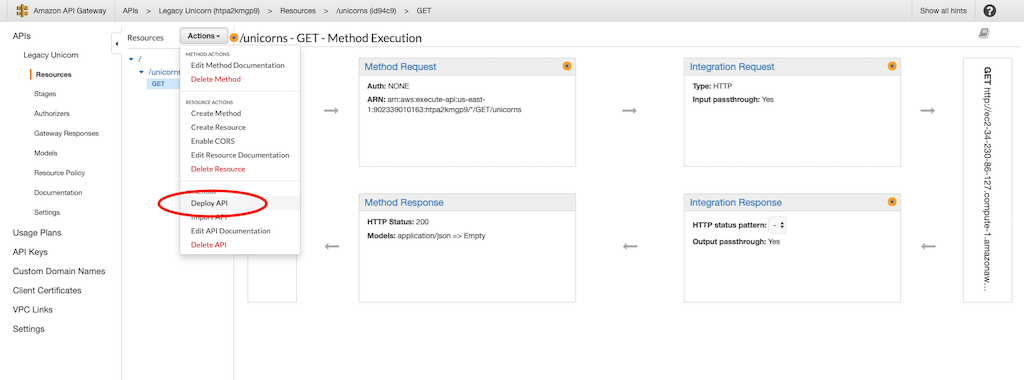 Amazon API Gateway
APIs > Legacy Unicorn (htpa2kmgp9) > Resources > /unicorns (id94c9) > GET
Show all hints
?
APIs
Legacy Unicorn
Resources
Stages
Authorizers
Gateway Responses
Models
Resource Policy
Documentation
Settings
Usage Plans
API Keys
Custom Domain Names
Client Certificates
VPC Links
Settings
Resources
Actions
/
/unicorns
GET
METHOD ACTIONS
Edit Method Documentation
Delete Method
RESOURCE ACTIONS
Create Method
Create Resource
Enable CORS
Edit Resource Documentation
Delete Resource
Deploy API
Import API
Edit API Documentation
Delete API
/unicorns - GET - Method Execution
Method Request
Auth: NONE
ARN: arn:aws:execute-api:us-east-
1:902339010163:htpa2kmgp9/*/GET/unicorns
Integration Request
Type: HTTP
Input passthrough: Yes
Method Response
HTTP Status: 200
Models: application/json => Empty
Integration Response
HTTP status pattern: -
Output passthrough: Yes
GET http://ec2-34-230-86-127.compute-1.amazonaw...